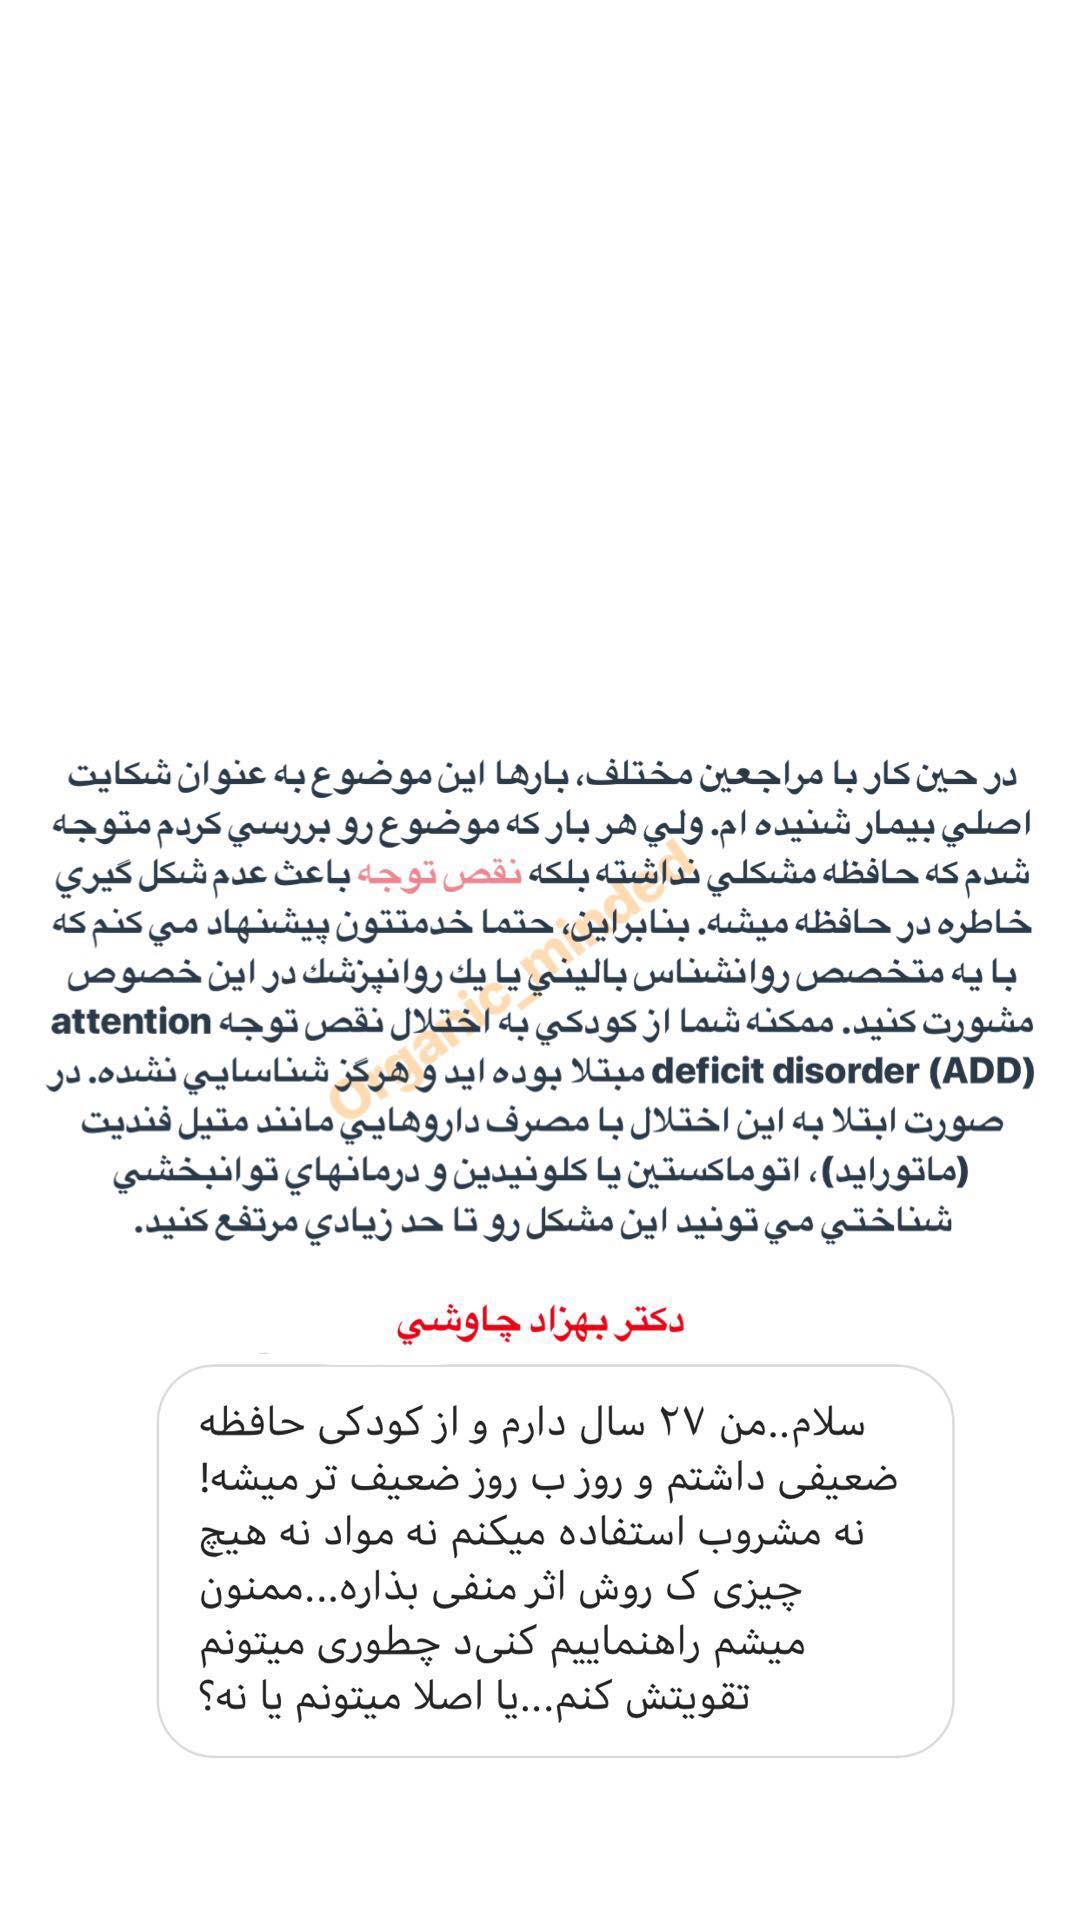 در حين كار با مراجعين مختلف، بارها اين موضوع به عنوان شكايت
اصلي بيمار شنيده ام. ولي هر بار كه موضوع رو بررسي كردم متوجه
شدم كه حافظه مشكلي نداشته بلكه نقص توجه باعث عدم شكل گيري
خاطره در حافظه ميشه. بنابراين، حتما خدمتتون پيشنهاد مي كنم كه
با يه متخصص روانشناس باليني يا يك روانپزشك در اين خصوص
مشورت كنيد. ممكنه شما از كودكي به اختلال نقص توجه attention
deficit disorder (ADD) مبتلا بوده ايد و هرگز شناسايي نشده. در
صورت ابتلا به اين اختلال با مصرف داروهايي مانند متيل فنديت
(ماتورايد)، اتوماكستين يا كلونيدين و درمانهاي توانبخشي
شناختي مي تونيد اين مشكل رو تا حد زيادي مرتفع كنيد.
Organic_minded
دكتر بهزاد چاوشي
سلام..من ۲۷ سال دارم و از کودکی حافظه
ضعیفی داشتم و روز ب روز ضعیف تر میشه!
نه مشروب استفاده میکنم نه مواد نه هیچ
چیزی ک روش اثر منفی بذاره...ممنون
میشم راهنماییم کنی‌د چطوری میتونم
تقویتش کنم...یا اصلا میتونم یا نه؟